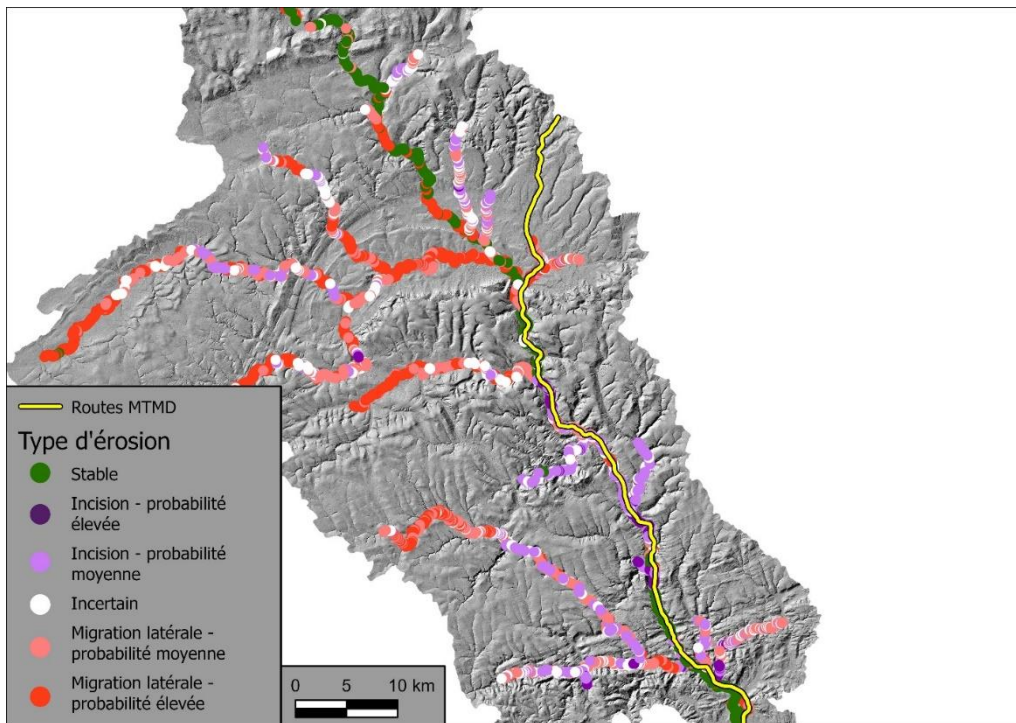 Routes MTMD
Type d'érosion
Stable
Incision - probabilité
élevée
Incision - probabilité
moyenne
Incertain
Migration latérale -
probabilité moyenne
Migration latérale -
probabilité élevée
0 5 10 km